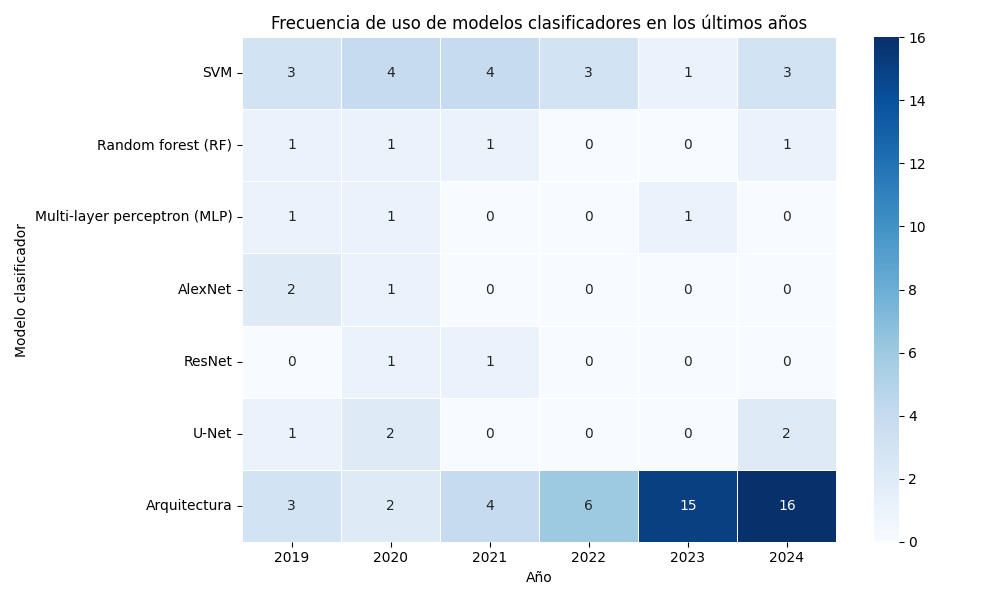 Frecuencia de uso de modelos clasificadores en los últimos años
SVM 3 4 4 3 1 3
Random forest (RF) 1 1 1 0 0 1
Multi-layer perceptron (MLP) 1 1 0 0 1 0
AlexNet 2 1 0 0 0 0
ResNet 0 1 1 0 0 0
U-Net 1 2 0 0 0 2
Arquitectura 3 2 4 6 15 16
2019 2020 2021 2022 2023 2024
Año
Modelo clasificador
16
14
12
10
8
6
4
2
0